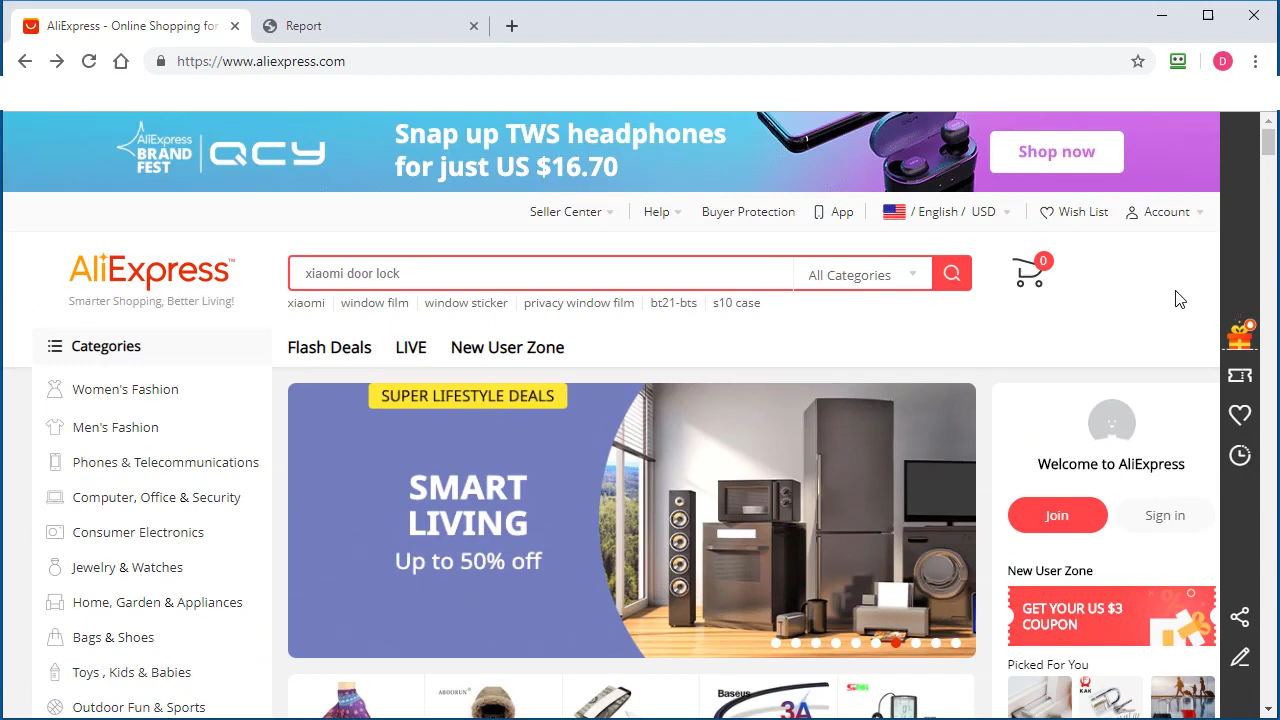 AliExpress - Online Shopping for
Report
https://www.aliexpress.com
D
AliExpress
BRAND
FEST
QCY
Snap up TWS headphones
for just US $16.70
Shop now
Seller Center
Help
Buyer Protection
App
/ English / USD
Wish List
Account
AliExpress™
Smarter Shopping, Better Living!
xiaomi door lock
All Categories
0
xiaomi
window film
window sticker
privacy window film
bt21-bts
s10 case
Categories
Flash Deals
LIVE
New User Zone
Women's Fashion
Men's Fashion
Phones & Telecommunications
Computer, Office & Security
Consumer Electronics
Jewelry & Watches
Home, Garden & Appliances
Bags & Shoes
Toys , Kids & Babies
Outdoor Fun & Sports
SUPER LIFESTYLE DEALS
SMART
LIVING
Up to 50% off
Welcome to AliExpress
Join
Sign in
New User Zone
GET YOUR US $3
COUPON
Picked For You
KAK
Baseus
3A